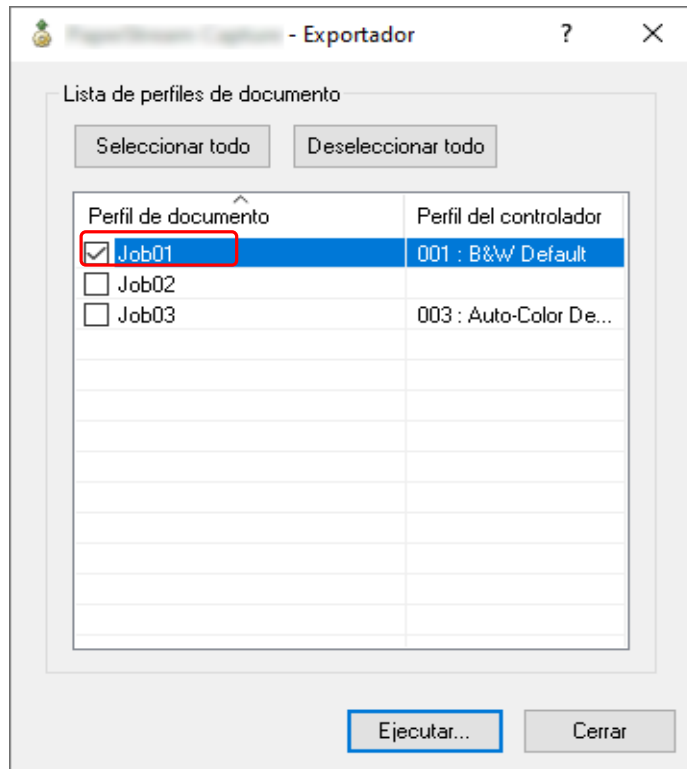 - Exportador ?
Lista de perfiles de documento
Seleccionar todo Deseleccionar todo
Perfil de documento Perfil del controlador
Job01 001 : B&W Default
Job02
Job03 003 : Auto-Color De...
Ejecutar... Cerrar